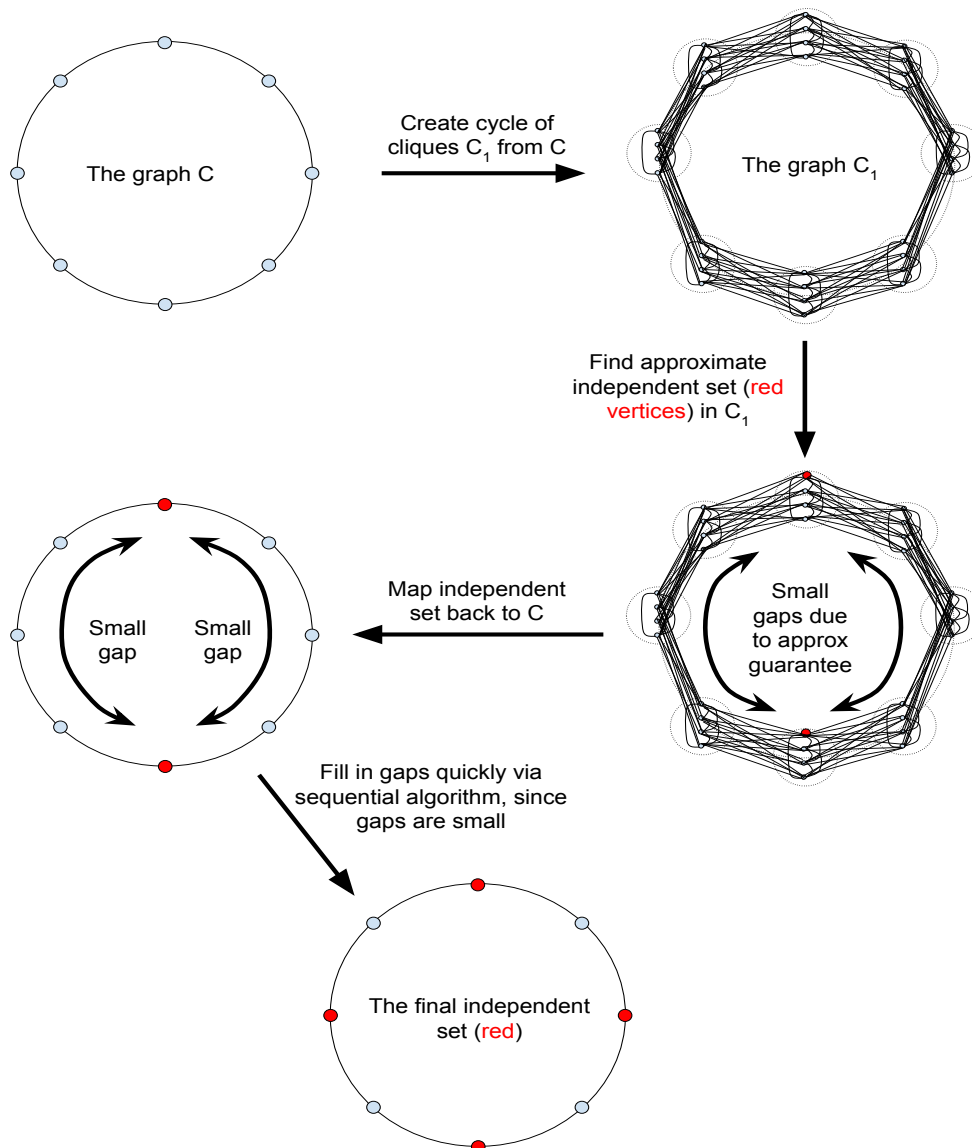 The graph C
Create cycle of
cliques C₁ from C
The graph C₁
Find approximate
independent set (red
vertices) in C₁
Small
gaps due
to approx
guarantee
Map independent
set back to C
Small
gap
Small
gap
Fill in gaps quickly via
sequential algorithm, since
gaps are small
The final independent
set (red)